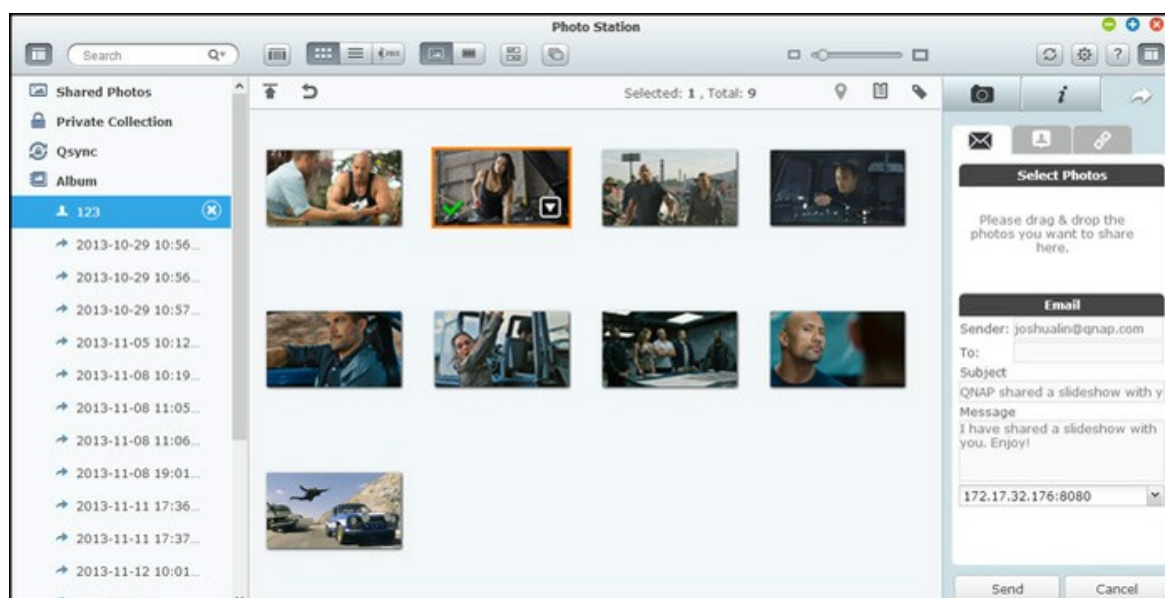 Photo Station
Search
Shared Photos
Private Collection
Qsync
Album
123
2013-10-29 10:56...
2013-10-29 10:56...
2013-10-29 10:57...
2013-11-05 10:12...
2013-11-08 10:19...
2013-11-08 11:05...
2013-11-08 11:06...
2013-11-08 19:01...
2013-11-11 17:36...
2013-11-11 17:37...
2013-11-12 10:01...
Selected: 1 , Total: 9
Select Photos
Please drag & drop the
photos you want to share
here.
Email
Sender: joshualin@qnap.com
To:
Subject
QNAP shared a slideshow with y
Message
I have shared a slideshow with
you. Enjoy!
172.17.32.176:8080
Send Cancel